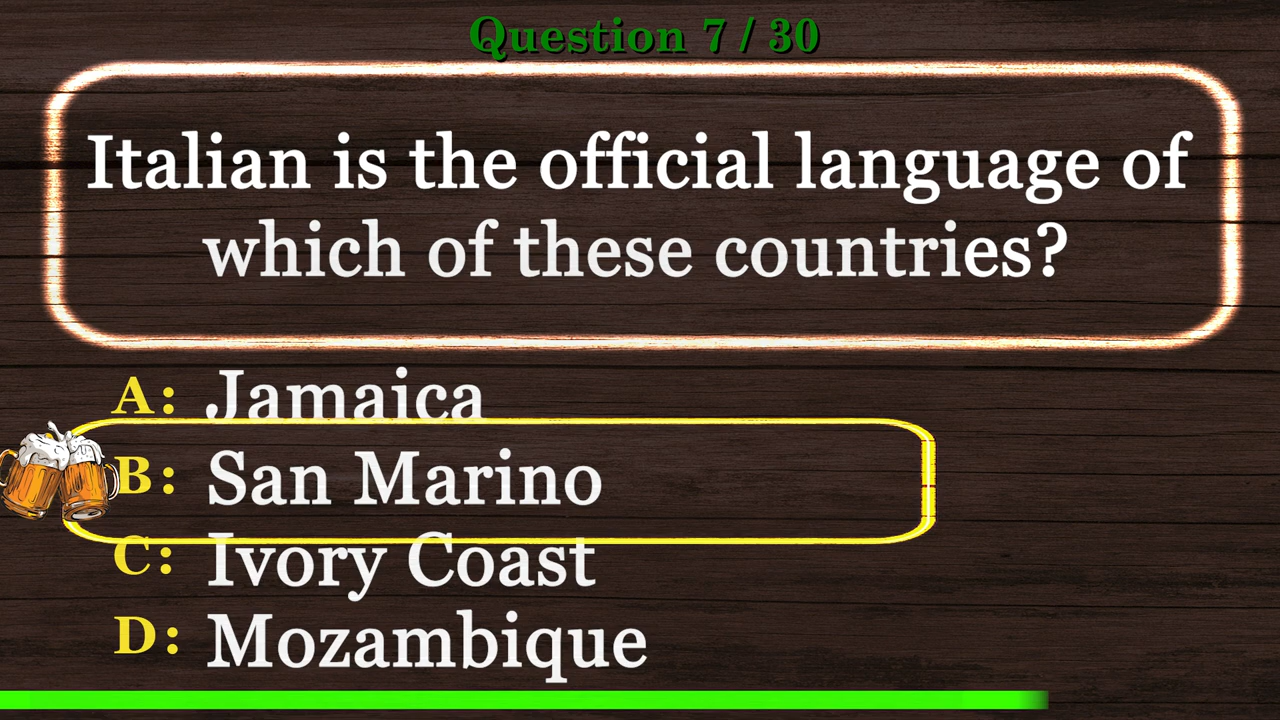 Question 7 / 30
Italian is the official language of
which of these countries?
A: Jamaica
B: San Marino
C: Ivory Coast
D: Mozambique